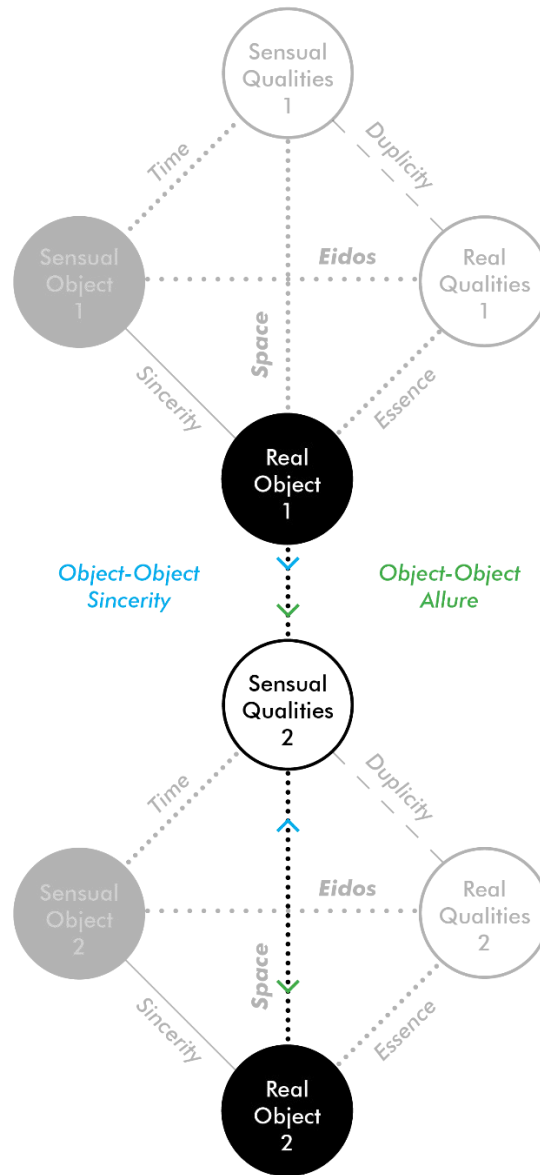 Sensual
Qualities
1
Time
Duplicity
Sensual
Object
1
Eidos
Real
Qualities
1
Space
Sincerity
Essence
Real
Object
1
Object-Object
Sincerity
Object-Object
Allure
Sensual
Qualities
2
Time
Duplicity
Sensual
Object
2
Eidos
Real
Qualities
2
Space
Sincerity
Essence
Real
Object
2